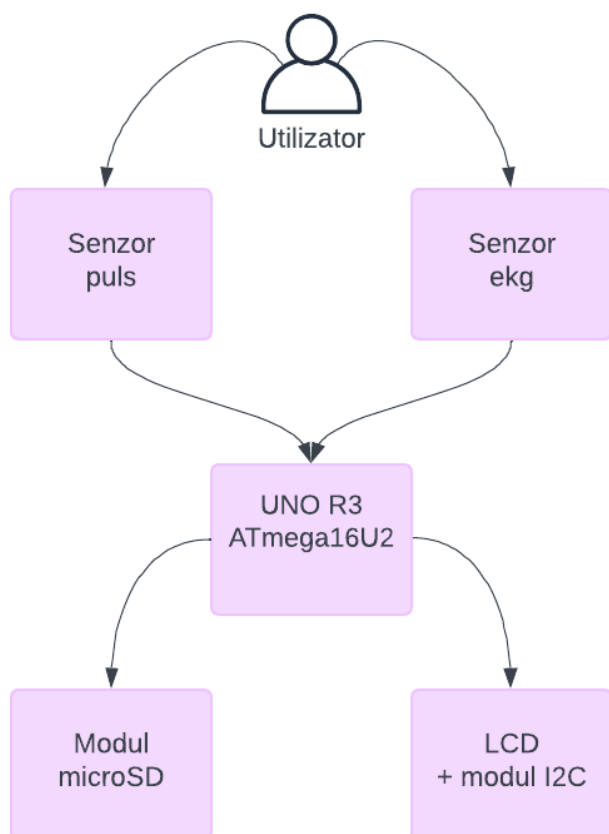 Utilizator
Senzor
puls
Senzor
ekg
UNO R3
ATmega16U2
Modul
microSD
LCD
+ modul I2C